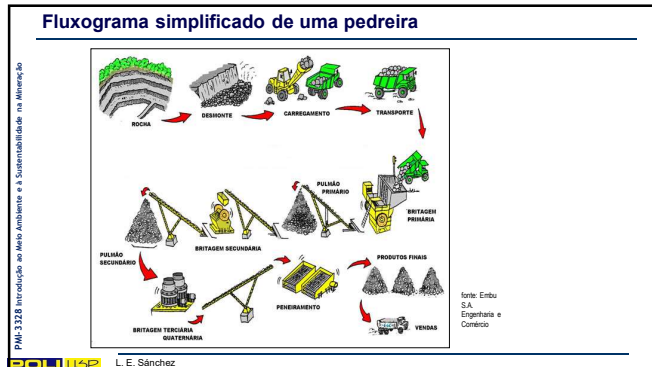 Fluxograma simplificado de uma pedreira
PMI-3328 Introdução ao Meio Ambiente e à Sustentabilidade na Mineração
ROCHA
DESMONTE
CARREGAMENTO
TRANSPORTE
PULMÃO
PRIMÁRIO
BRITAGEM
PRIMÁRIA
BRITAGEM SECUNDÁRIA
PULMÃO
SECUNDÁRIO
PRODUTOS FINAIS
PENEIRAMENTO
BRITAGEM TERCIÁRIA
QUATERNÁRIA
VENDAS
fonte: Embu
S.A.
Engenharia e
Comércio
POLI USP
L. E. Sánchez